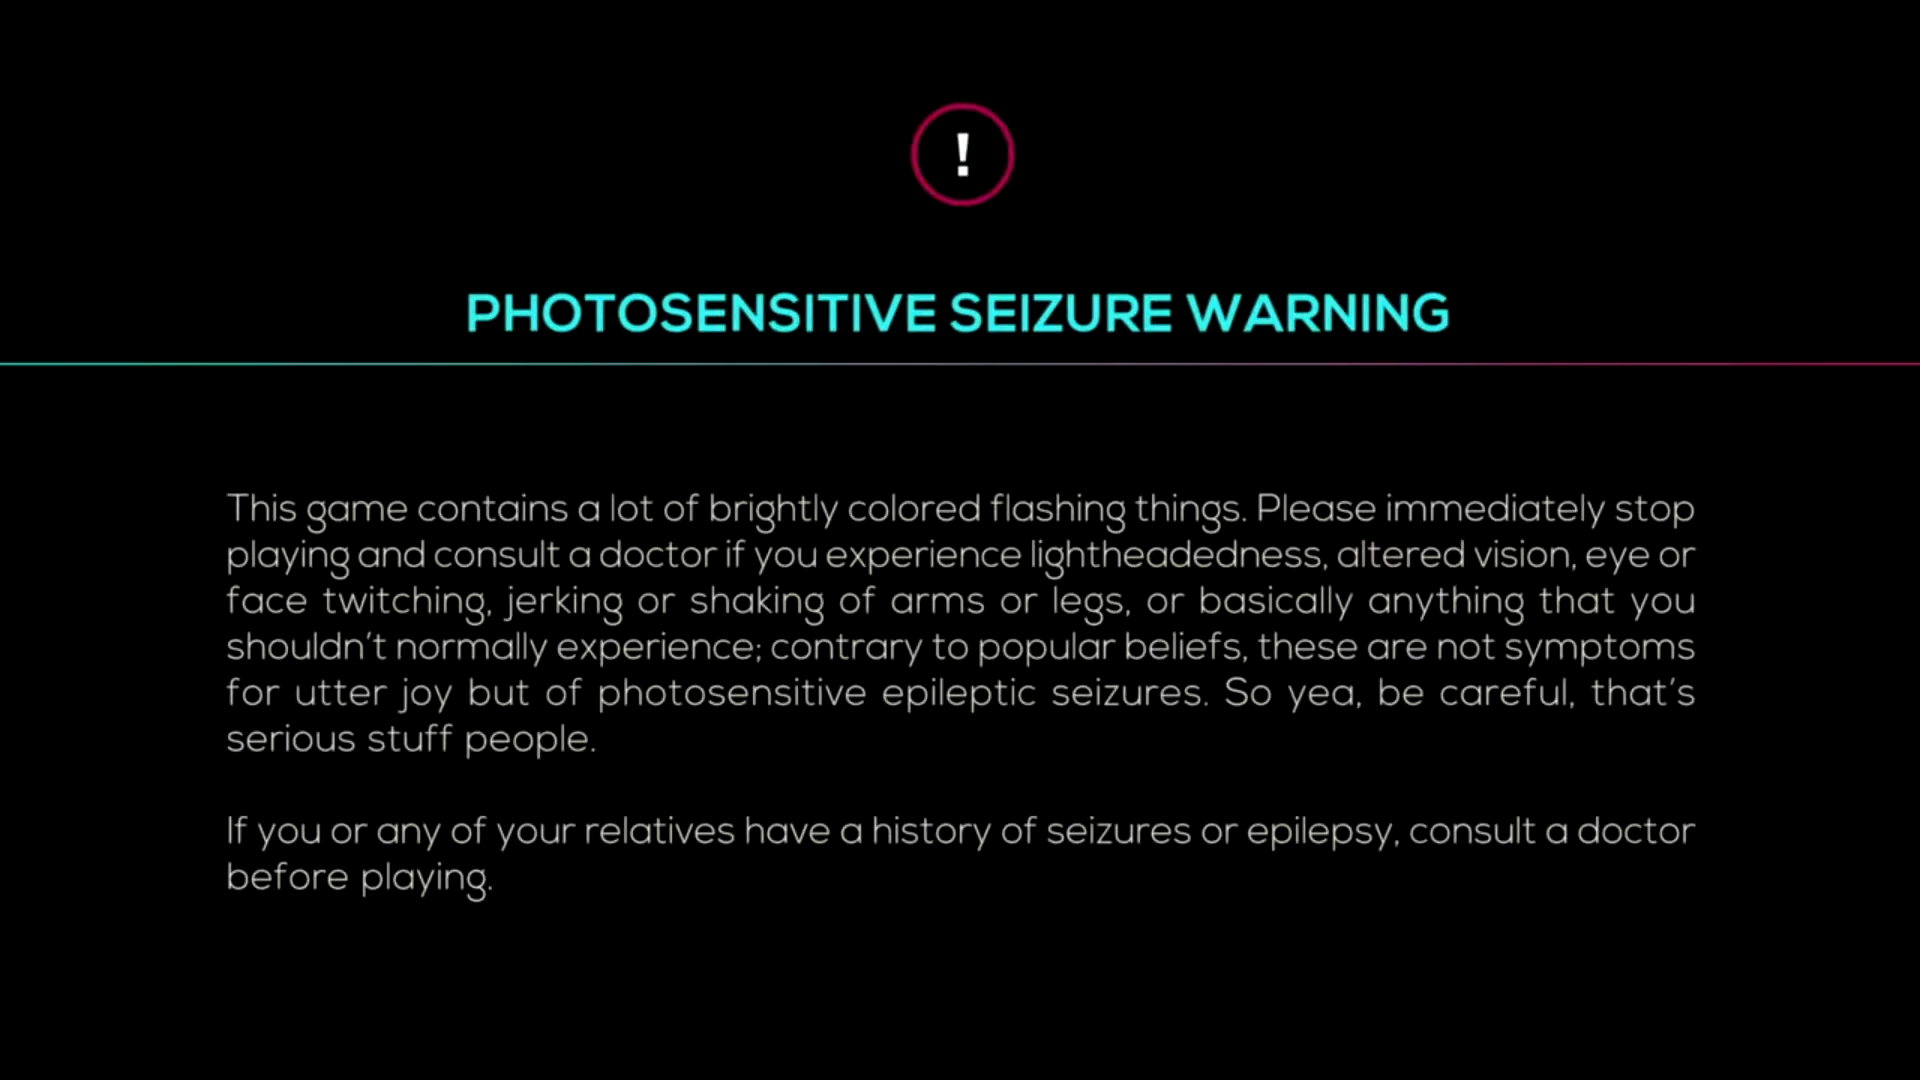 !
PHOTOSENSITIVE SEIZURE WARNING
This game contains a lot of brightly colored flashing things. Please immediately stop
playing and consult a doctor if you experience lightheadedness, altered vision, eye or
face twitching, jerking or shaking of arms or legs, or basically anything that you
shouldn't normally experience; contrary to popular beliefs, these are not symptoms
for utter joy but of photosensitive epileptic seizures. So yea, be careful, that's
serious stuff people.
If you or any of your relatives have a history of seizures or epilepsy, consult a doctor
before playing.